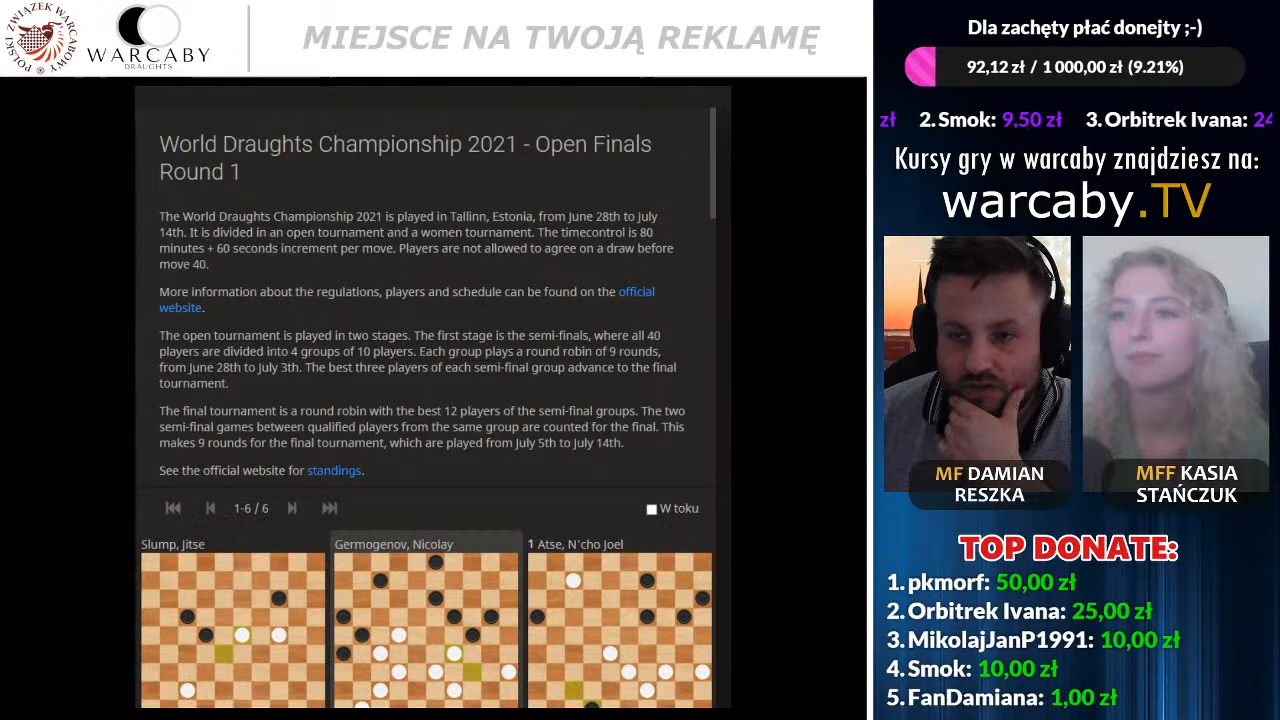 POLSKI ZWIĄZEK WARCABOWY
WARCABY
DRAUGHTS
MIEJSCE NA TWOJĄ REKLAMĘ
Dla zachęty płać donejty ;-)
92,12 zł / 1 000,00 zł (9.21%)
zł 2. Smok: 9,50 zł 3. Orbitrek Ivana: 24
Kursy gry w warcaby znajdziesz na:
warcaby.TV
World Draughts Championship 2021 - Open Finals
Round 1
The World Draughts Championship 2021 is played in Tallinn, Estonia, from June 28th to July
14th. It is divided in an open tournament and a women tournament. The timecontrol is 80
minutes + 60 seconds increment per move. Players are not allowed to agree on a draw before
move 40.
More information about the regulations, players and schedule can be found on the official
website.
The open tournament is played in two stages. The first stage is the semi-finals, where all 40
players are divided into 4 groups of 10 players. Each group plays a round robin of 9 rounds,
from June 28th to July 3th. The best three players of each semi-final group advance to the final
tournament.
The final tournament is a round robin with the best 12 players of the semi-final groups. The two
semi-final games between qualified players from the same group are counted for the final. This
makes 9 rounds for the final tournament, which are played from July 5th to July 14th.
See the official website for standings.
1-6 / 6
W toku
Slump, Jitse
Germogenov, Nicolay
1 Atse, N'cho Joel
MF DAMIAN
RESZKA
MFF KASIA
STAŃCZUK
TOP DONATE:
1. pkmorf: 50,00 zł
2. Orbitrek Ivana: 25,00 zł
3. MikolajJanP1991: 10,00 zł
4. Smok: 10,00 zł
5. FanDamiana: 1,00 zł